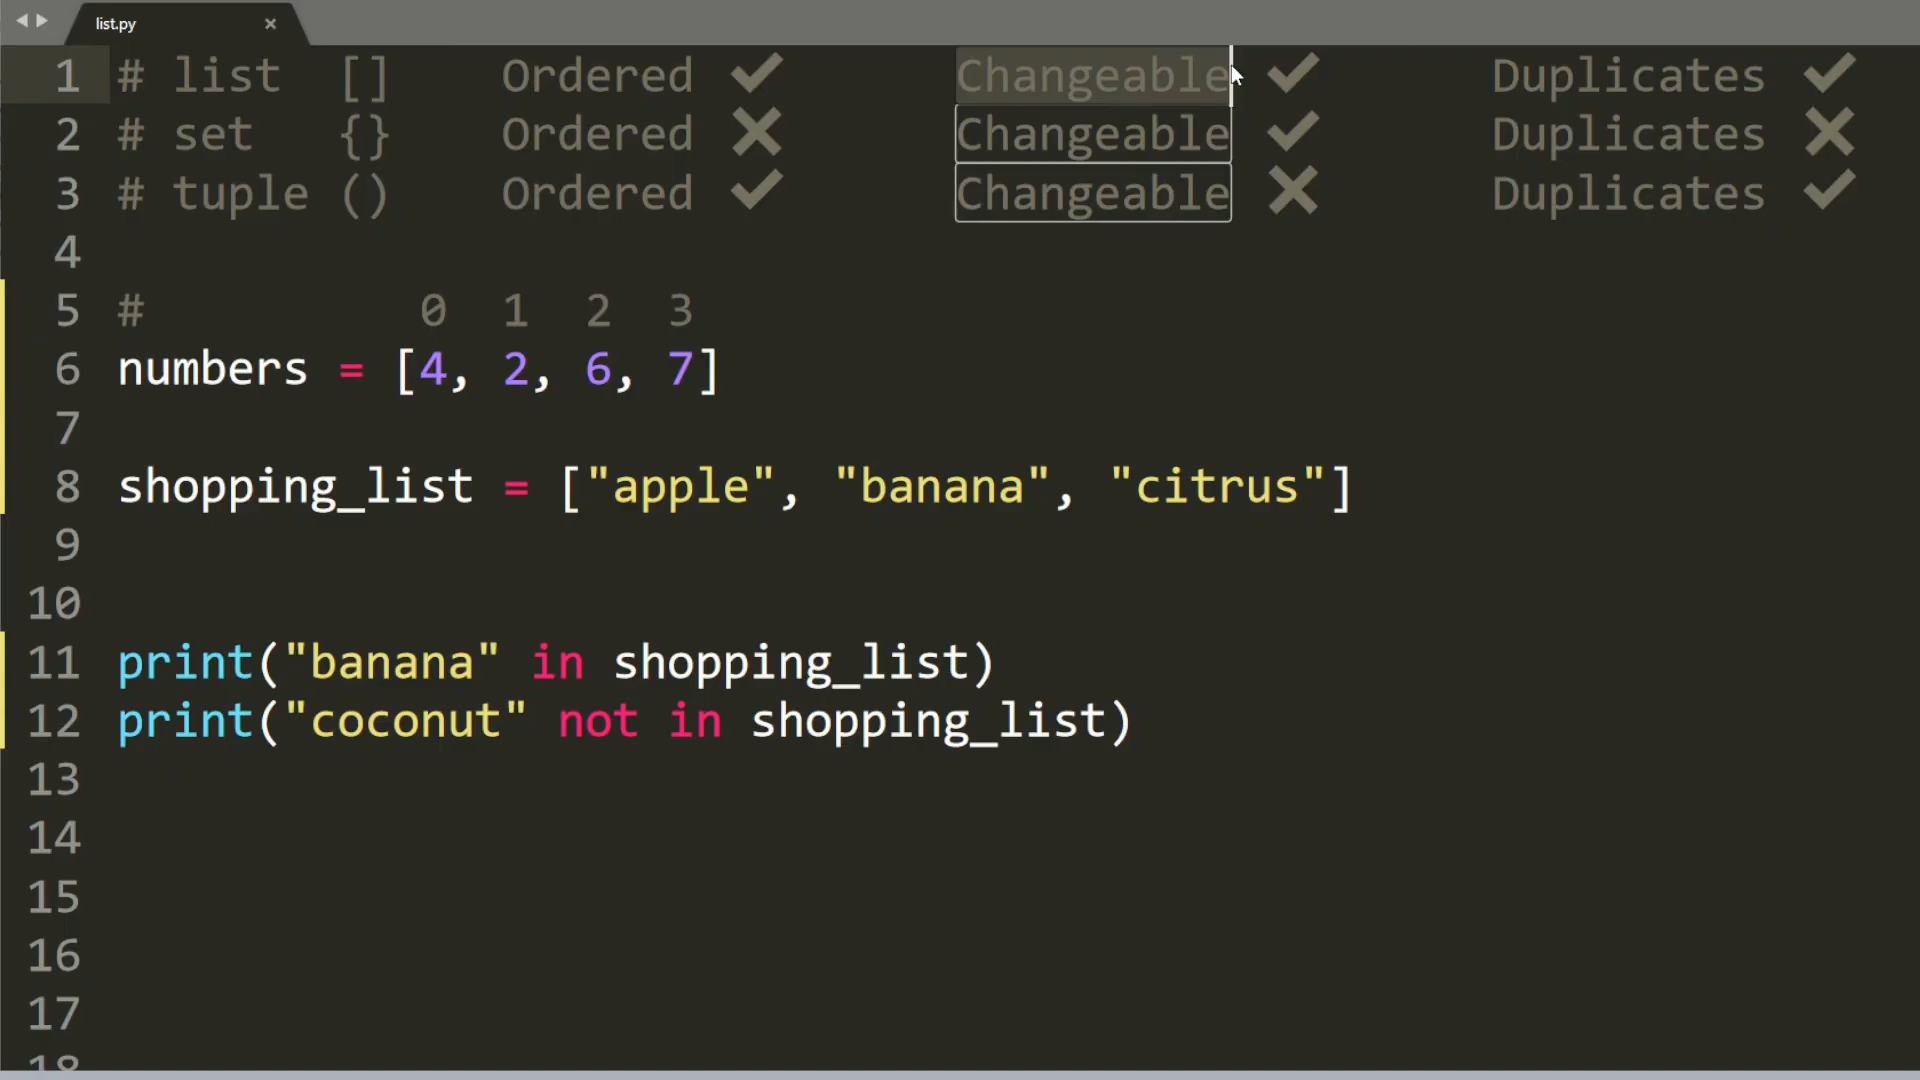 list.py ×
1 # list [] Ordered ✔ Changeable ✔ Duplicates ✔
2 # set {} Ordered ✖ Changeable ✔ Duplicates ✖
3 # tuple () Ordered ✔ Changeable ✖ Duplicates ✔
4
5 # 0 1 2 3
6 numbers = [4, 2, 6, 7]
7
8 shopping_list = ["apple", "banana", "citrus"]
9
10
11 print("banana" in shopping_list)
12 print("coconut" not in shopping_list)
13
14
15
16
17
18